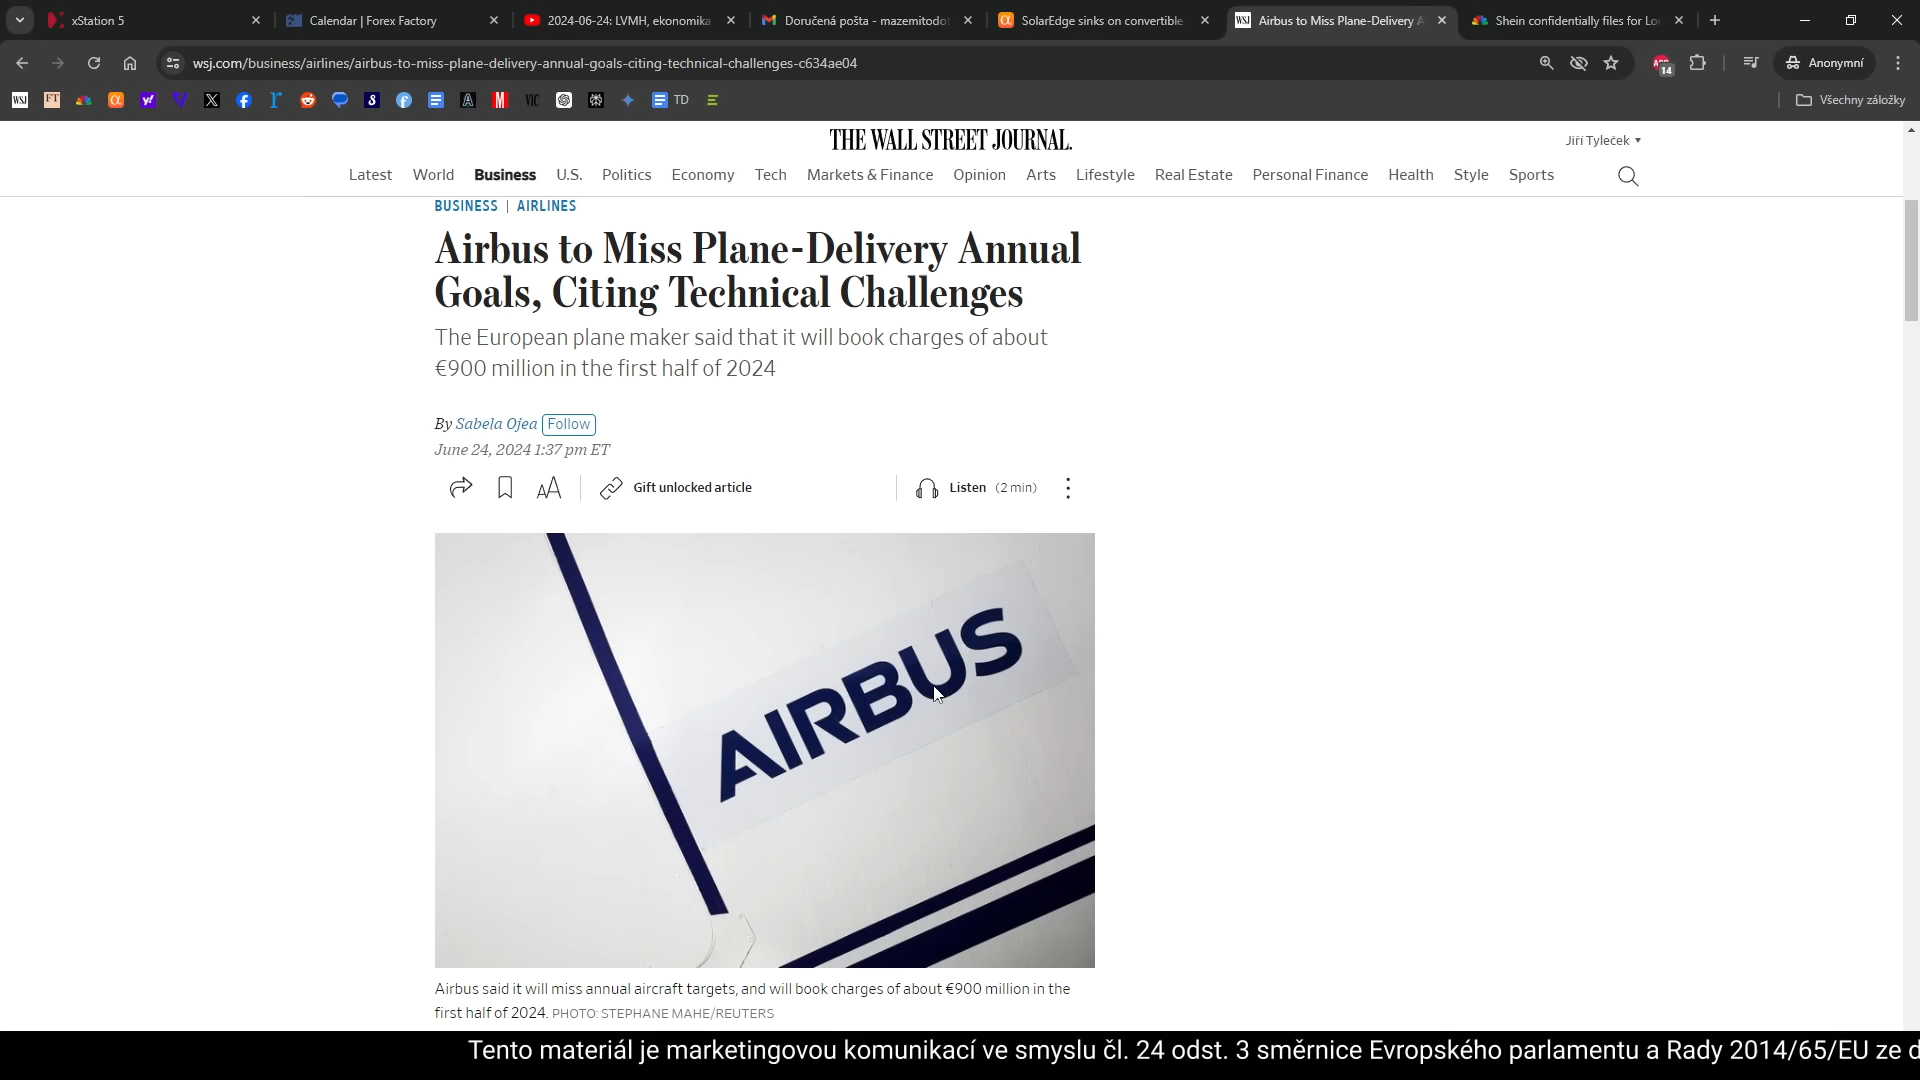 xStation 5
Calendar | Forex Factory
2024-06-24: LVMH, ekonomika
Doručená pošta - mazemitodo
SolarEdge sinks on convertible
WSJ
Airbus to Miss Plane-Delivery A
Shein confidentially files for Lo
wsj.com/business/airlines/airbus-to-miss-plane-delivery-annual-goals-citing-technical-challenges-c634ae04
14
Anonymní
WSJ
FT
VIC
TD
Všechny záložky
THE WALL STREET JOURNAL.
Jiří Tyleček
Latest
World
Business
U.S.
Politics
Economy
Tech
Markets & Finance
Opinion
Arts
Lifestyle
Real Estate
Personal Finance
Health
Style
Sports
BUSINESS | AIRLINES
Airbus to Miss Plane-Delivery Annual
Goals, Citing Technical Challenges
The European plane maker said that it will book charges of about
€900 million in the first half of 2024
By Sabela Ojea Follow
June 24, 2024 1:37 pm ET
AA
Gift unlocked article
Listen (2 min)
AIRBUS
Airbus said it will miss annual aircraft targets, and will book charges of about €900 million in the
first half of 2024. PHOTO: STEPHANE MAHE/REUTERS
Tento materiál je marketingovou komunikací ve smyslu čl. 24 odst. 3 směrnice Evropského parlamentu a Rady 2014/65/EU ze d